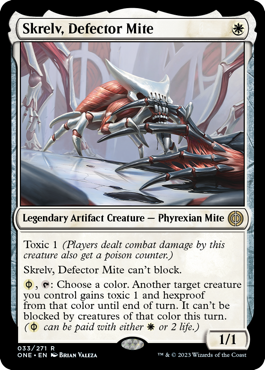 Skrelv, Defector Mite
Legendary Artifact Creature — Phyrexian Mite
Toxic 1 (Players dealt combat damage by this
creature also get a poison counter.)
Skrelv, Defector Mite can't block.
, : Choose a color. Another target creature
you control gains toxic 1 and hexproof
from that color until end of turn. It can't be
blocked by creatures of that color this turn.
( can be paid with either or 2 life.)
1/1
033/271 R
ONE • EN BRIAN VALEZA
™ & © 2023 Wizards of the Coast